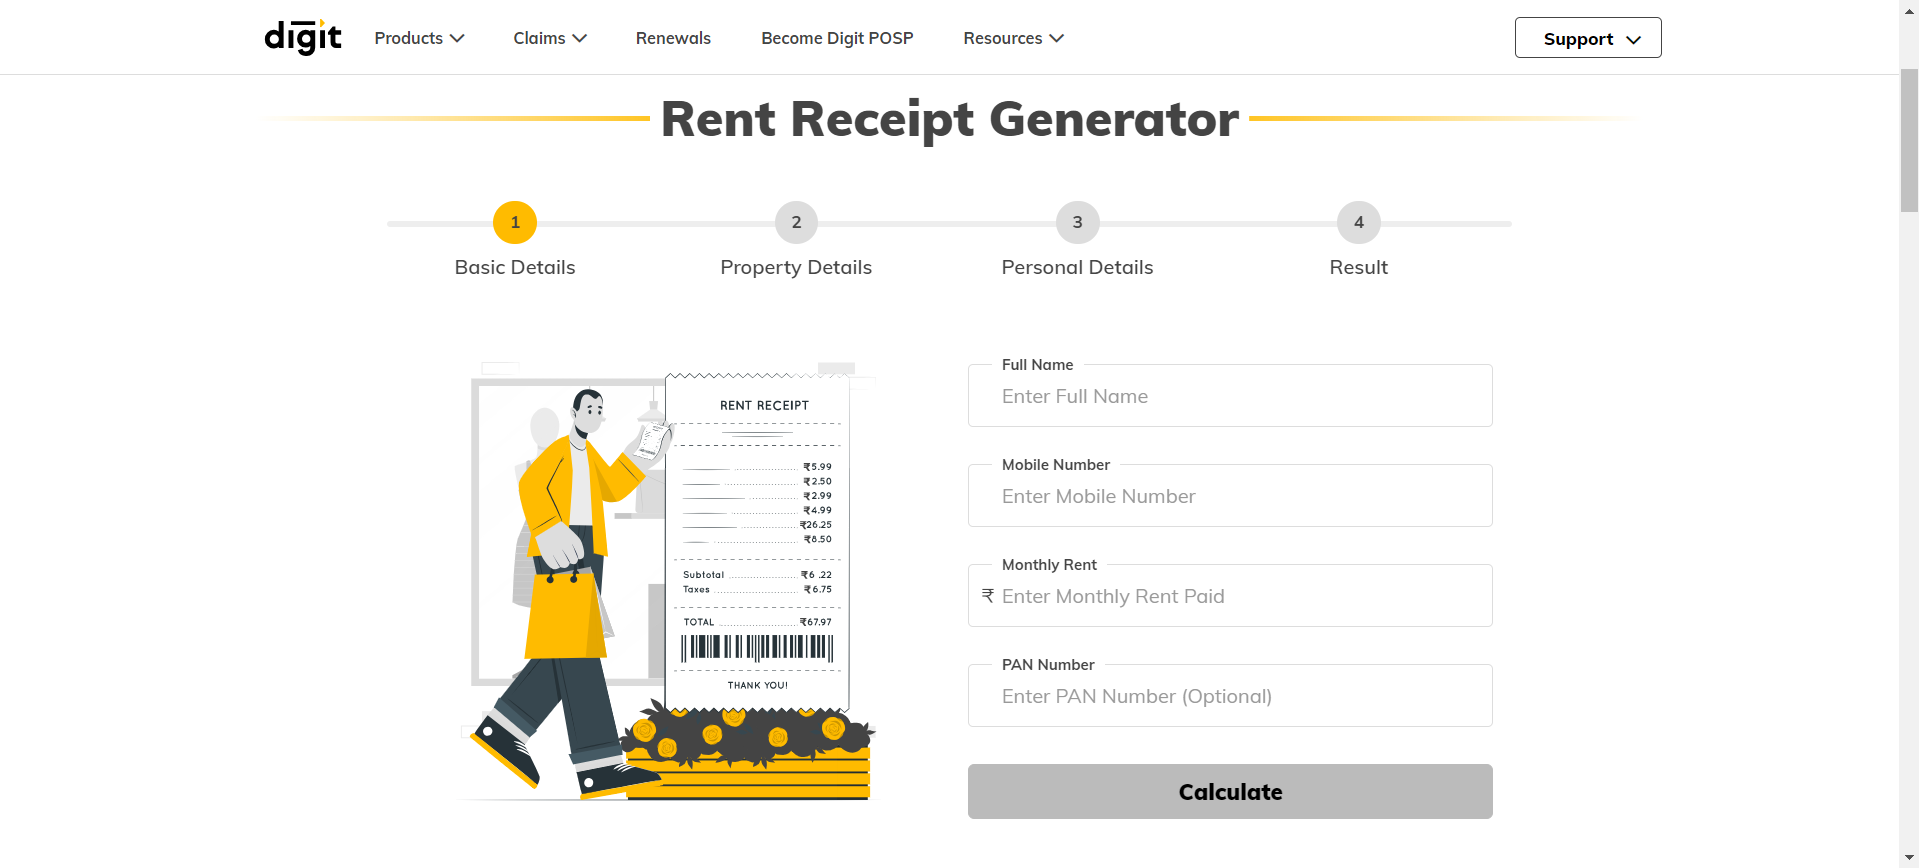 digit Products Claims Renewals Become Digit POSP Resources Support
Rent Receipt Generator
1 2 3 4
Basic Details Property Details Personal Details Result
RENT RECEIPT
₹5.99
₹2.50
₹2.99
₹4.99
₹26.25
₹8.50
Subtotal ₹6 .22
Taxes ₹6.75
TOTAL ₹67.97
THANK YOU!
Full Name
Enter Full Name
Mobile Number
Enter Mobile Number
Monthly Rent
₹ Enter Monthly Rent Paid
PAN Number
Enter PAN Number (Optional)
Calculate